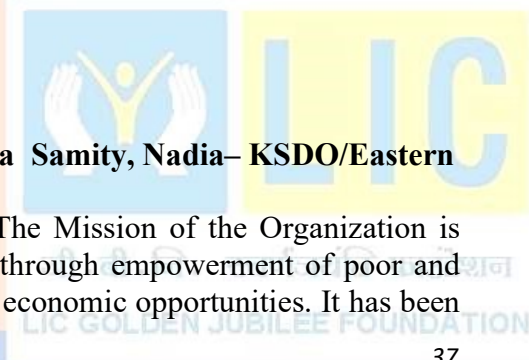 LIC
a Samity, Nadia– KSDO/Eastern
The Mission of the Organization is
through empowerment of poor and
economic opportunities. It has been
LIC GOLDEN JUBILEE FOUNDATION
37